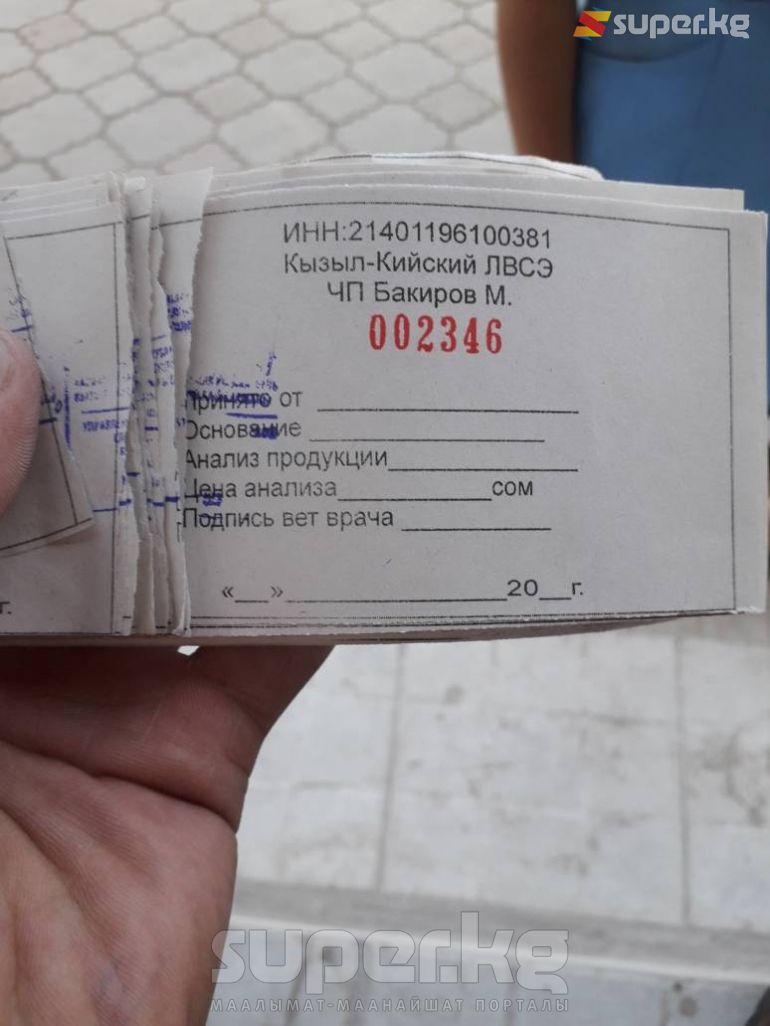 super.kg
ИНН:21401196100381
Кызыл-Кийский ЛВСЭ
ЧП Бакиров М.
002346
Принято от
Основание
Анализ продукции
Цена анализа сом
Подпись вет врача
« » 20 г.
г.
super.kg
МААЛЫМАТ-МААНАЙШАТ ПОРТАЛЫ